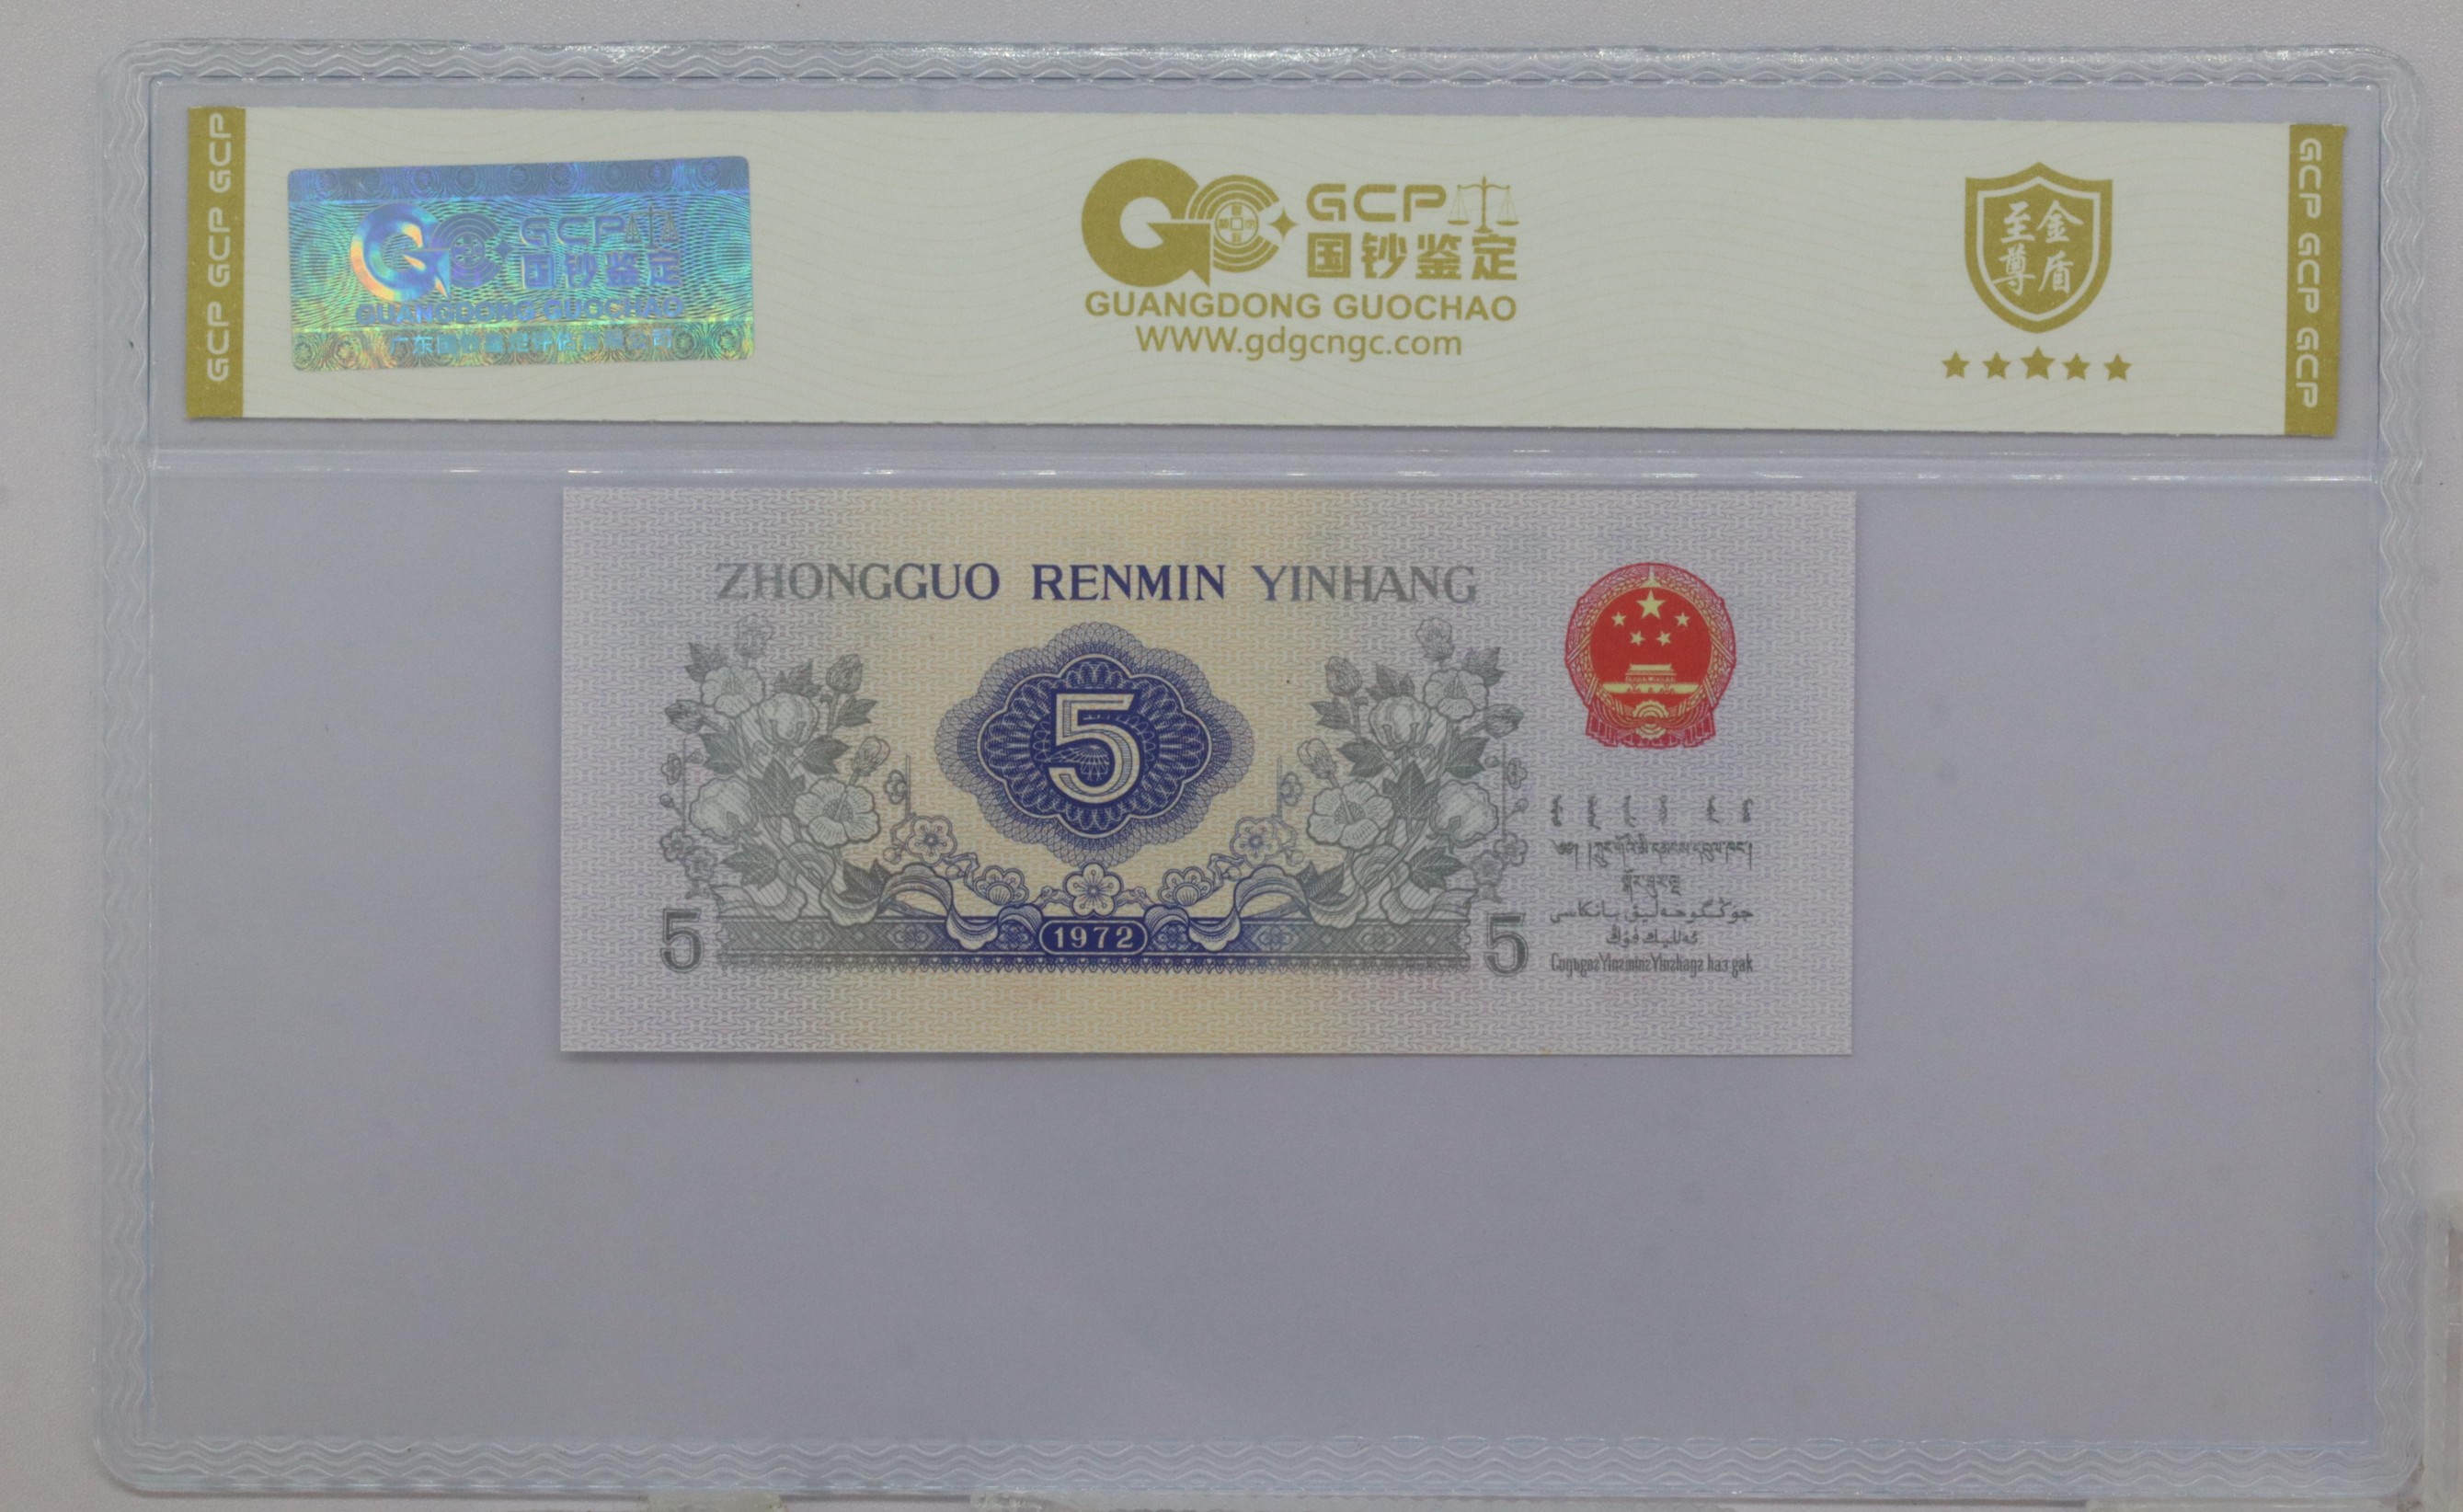 GCP GCP GCP
GCP
国钞鉴定
GUANGDONG GUOCHAO
GCP
国钞鉴定
GUANGDONG GUOCHAO
WWW.gdgcngc.com
至尊
金盾
GCP GCP GCP
ZHONGGUO RENMIN YINHANG
5
1972
5
5